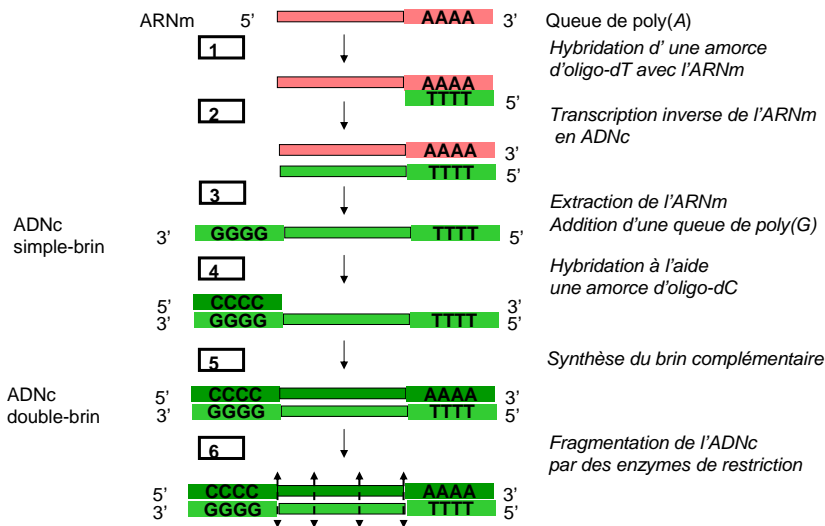 ARNm 5’ AAAA 3’ Queue de poly(A)
1 Hybridation d’ une amorce
d’oligo-dT avec l’ARNm
AAAA
TTTT 5’
2 Transcription inverse de l’ARNm
en ADNc
AAAA 3’
TTTT 5’
3 Extraction de l’ARNm
Addition d’une queue de poly(G)
ADNc
simple-brin
3’ GGGG TTTT 5’
4 Hybridation à l’aide
une amorce d’oligo-dC
5’ CCCC 3’
3’ GGGG TTTT 5’
5 Synthèse du brin complémentaire
ADNc
double-brin
5’ CCCC AAAA 3’
3’ GGGG TTTT 5’
6 Fragmentation de l’ADNc
par des enzymes de restriction
5’ CCCC AAAA 3’
3’ GGGG TTTT 5’